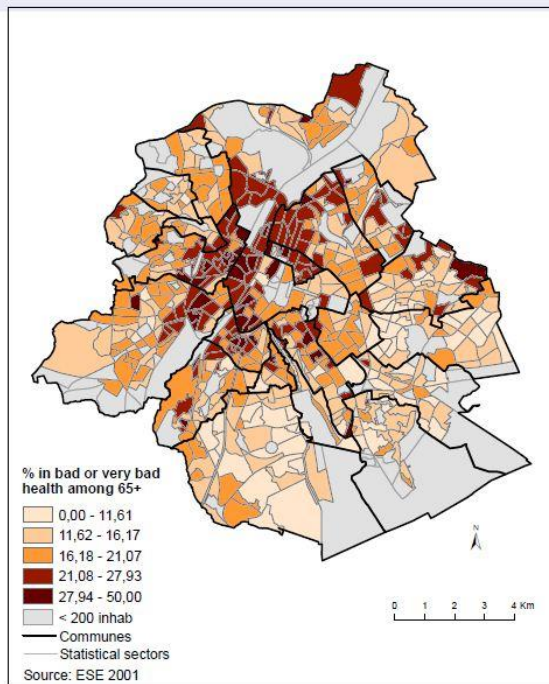 % in bad or very bad
health among 65+
0,00 - 11,61
11,62 - 16,17
16,18 - 21,07
21,08 - 27,93
27,94 - 50,00
< 200 inhab
Communes
Statistical sectors
Source: ESE 2001
N
0 1 2 3 4 Km